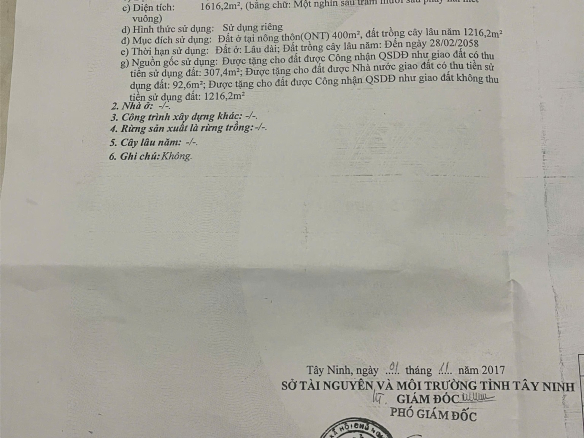 c) Diện tích: 1616,2m², (bằng chữ: Một nghìn sáu trăm mười sáu phẩy hai mét
vuông)
d) Hình thức sử dụng: Sử dụng riêng
đ) Mục đích sử dụng: Đất ở tại nông thôn(ONT) 400m², đất trồng cây lâu năm 1216,2m²
e) Thời hạn sử dụng: Đất ở: Lâu dài; Đất trồng cây lâu năm: Đến ngày 28/02/2058
g) Nguồn gốc sử dụng: Được tặng cho đất được Công nhận QSDĐ như giao đất có thu
tiền sử dụng đất: 307,4m²; Được tặng cho đất được Nhà nước giao đất có thu tiền sử
dụng đất: 92,6m²; Được tặng cho đất được Công nhận QSDĐ như giao đất không thu
tiền sử dụng đất: 1216,2m²
2. Nhà ở: -/-.
3. Công trình xây dựng khác: -/-.
4. Rừng sản xuất là rừng trồng:-/-.
5. Cây lâu năm: -/-.
6. Ghi chú: Không.
Tây Ninh, ngày 01 tháng 11 năm 2017
SỞ TÀI NGUYÊN VÀ MÔI TRƯỜNG TỈNH TÂY NINH
KT. GIÁM ĐỐC
PHÓ GIÁM ĐỐC